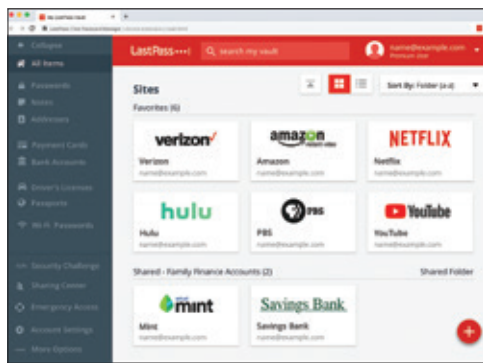 My LastPass Vault
Collapse
All Items
Passwords
Notes
Addresses
Payment Cards
Bank Accounts
Driver's Licenses
Passports
Wi-Fi Passwords
Security Challenge
Sharing Center
Emergency Access
Account Settings
More Options
LastPass
search my vault
name@example.com
Premium User
Sites
Sort By: Folder (a-z)
Favorites (6)
verizon
amazon
NETFLIX
Verizon
Amazon
Netflix
name@example.com
name@example.com
name@example.com
hulu
PBS
YouTube
Hulu
PBS
YouTube
name@example.com
name@example.com
name@example.com
Shared - Family Finance Accounts (2)
Shared Folder
mint
Savings Bank
Mint
Savings Bank
name@example.com
name@example.com